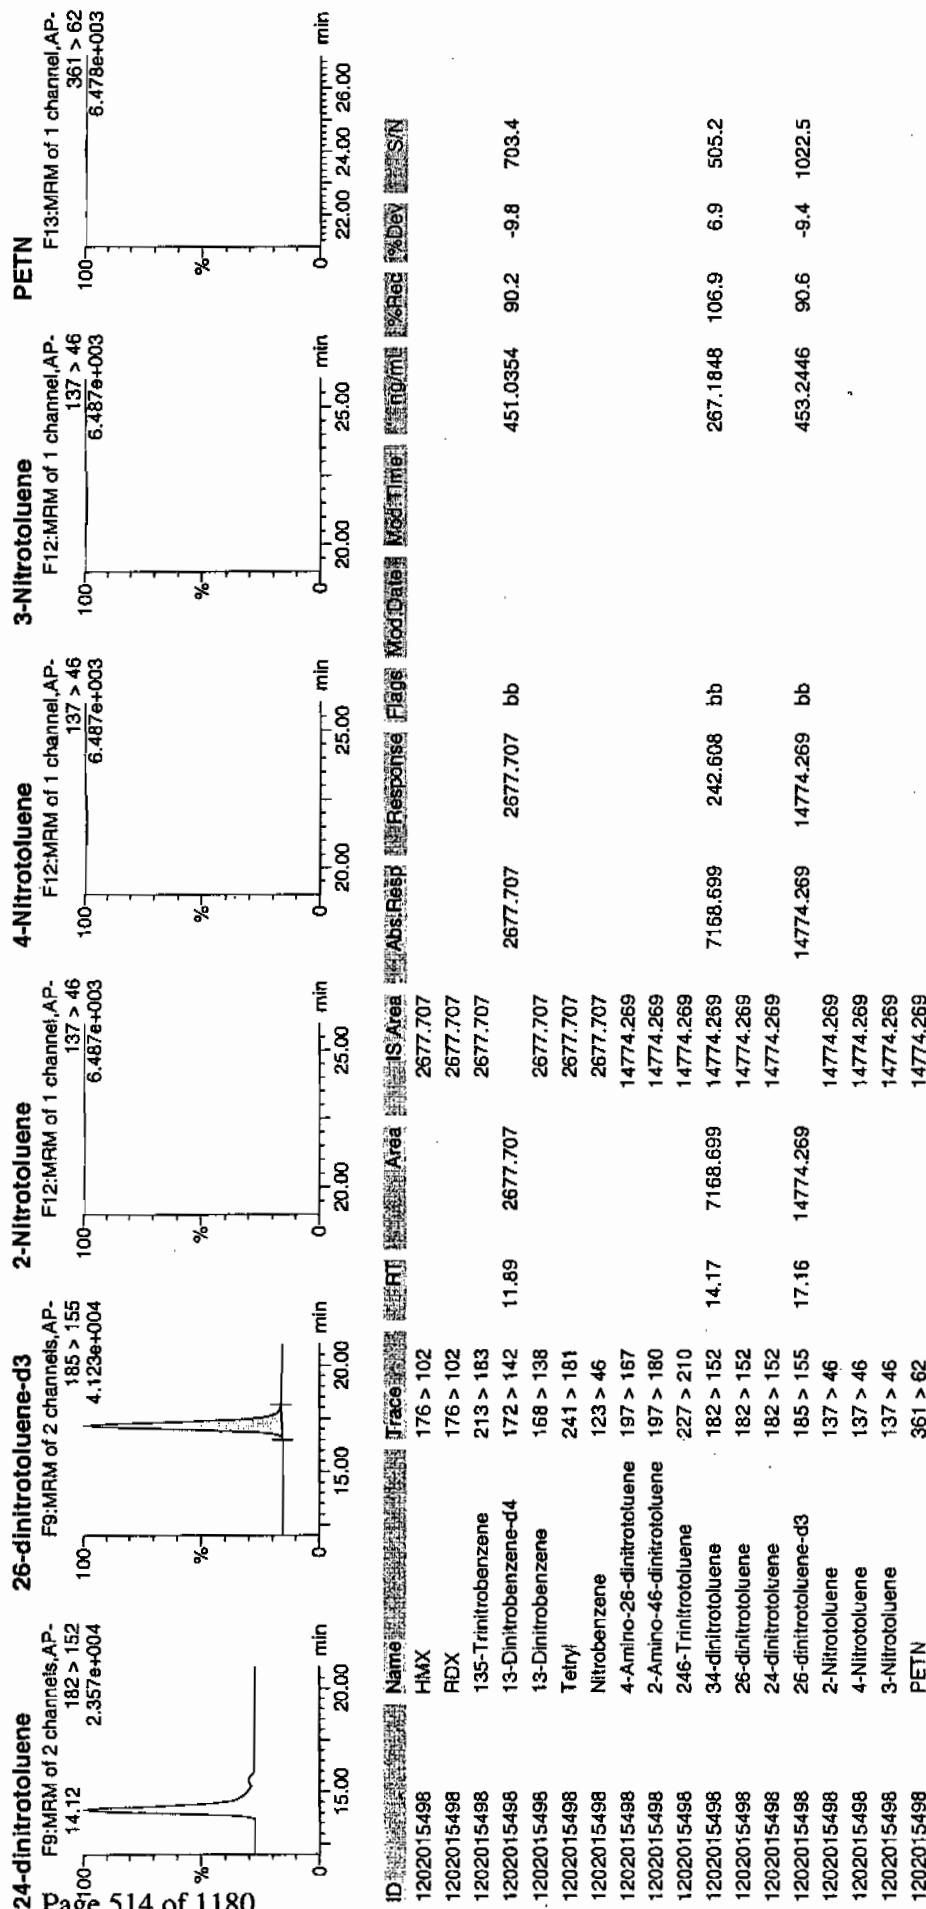 24-dinitrotoluene
F9:MRM of 2 channels,AP-
14.12 182 > 152
2.357e+004
100
%
0
15.00 20.00 min
26-dinitrotoluene-d3
F9:MRM of 2 channels,AP-
185 > 155
4.123e+004
100
%
0
15.00 20.00 min
2-Nitrotoluene
F12:MRM of 1 channel,AP-
137 > 46
6.487e+003
100
%
0
20.00 25.00 min
4-Nitrotoluene
F12:MRM of 1 channel,AP-
137 > 46
6.487e+003
100
%
0
20.00 25.00 min
3-Nitrotoluene
F12:MRM of 1 channel,AP-
137 > 46
6.487e+003
100
%
0
20.00 25.00 min
PETN
F13:MRM of 1 channel,AP-
361 > 62
6.478e+003
100
%
0
22.00 24.00 26.00 min
ID Name Trace RT Area IS Area Abs.Resp Response Flags Mod.Date Mod.Time ng/ml %Rec %Dev S/N
1202015498 HMX 176 > 102 2677.707
1202015498 RDX 176 > 102 2677.707
1202015498 135-Trinitrobenzene 213 > 183 2677.707
1202015498 13-Dinitrobenzene-d4 172 > 142 11.89 2677.707 2677.707 2677.707 bb 451.0354 90.2 -9.8 703.4
1202015498 13-Dinitrobenzene 168 > 138 2677.707
1202015498 Tetryl 241 > 181 2677.707
1202015498 Nitrobenzene 123 > 46 2677.707
1202015498 4-Amino-26-dinitrotoluene 197 > 167 14774.269
1202015498 2-Amino-46-dinitrotoluene 197 > 180 14774.269
1202015498 246-Trinitrotoluene 227 > 210 14774.269
1202015498 34-dinitrotoluene 182 > 152 14.17 7168.699 14774.269 7168.699 242.608 bb 267.1848 106.9 6.9 505.2
1202015498 26-dinitrotoluene 182 > 152 14774.269
1202015498 24-dinitrotoluene 182 > 152 14774.269
1202015498 26-dinitrotoluene-d3 185 > 155 17.16 14774.269 14774.269 14774.269 bb 453.2446 90.6 -9.4 1022.5
1202015498 2-Nitrotoluene 137 > 46 14774.269
1202015498 4-Nitrotoluene 137 > 46 14774.269
1202015498 3-Nitrotoluene 137 > 46 14774.269
1202015498 PETN 361 > 62 14774.269
Page 514 of 1180